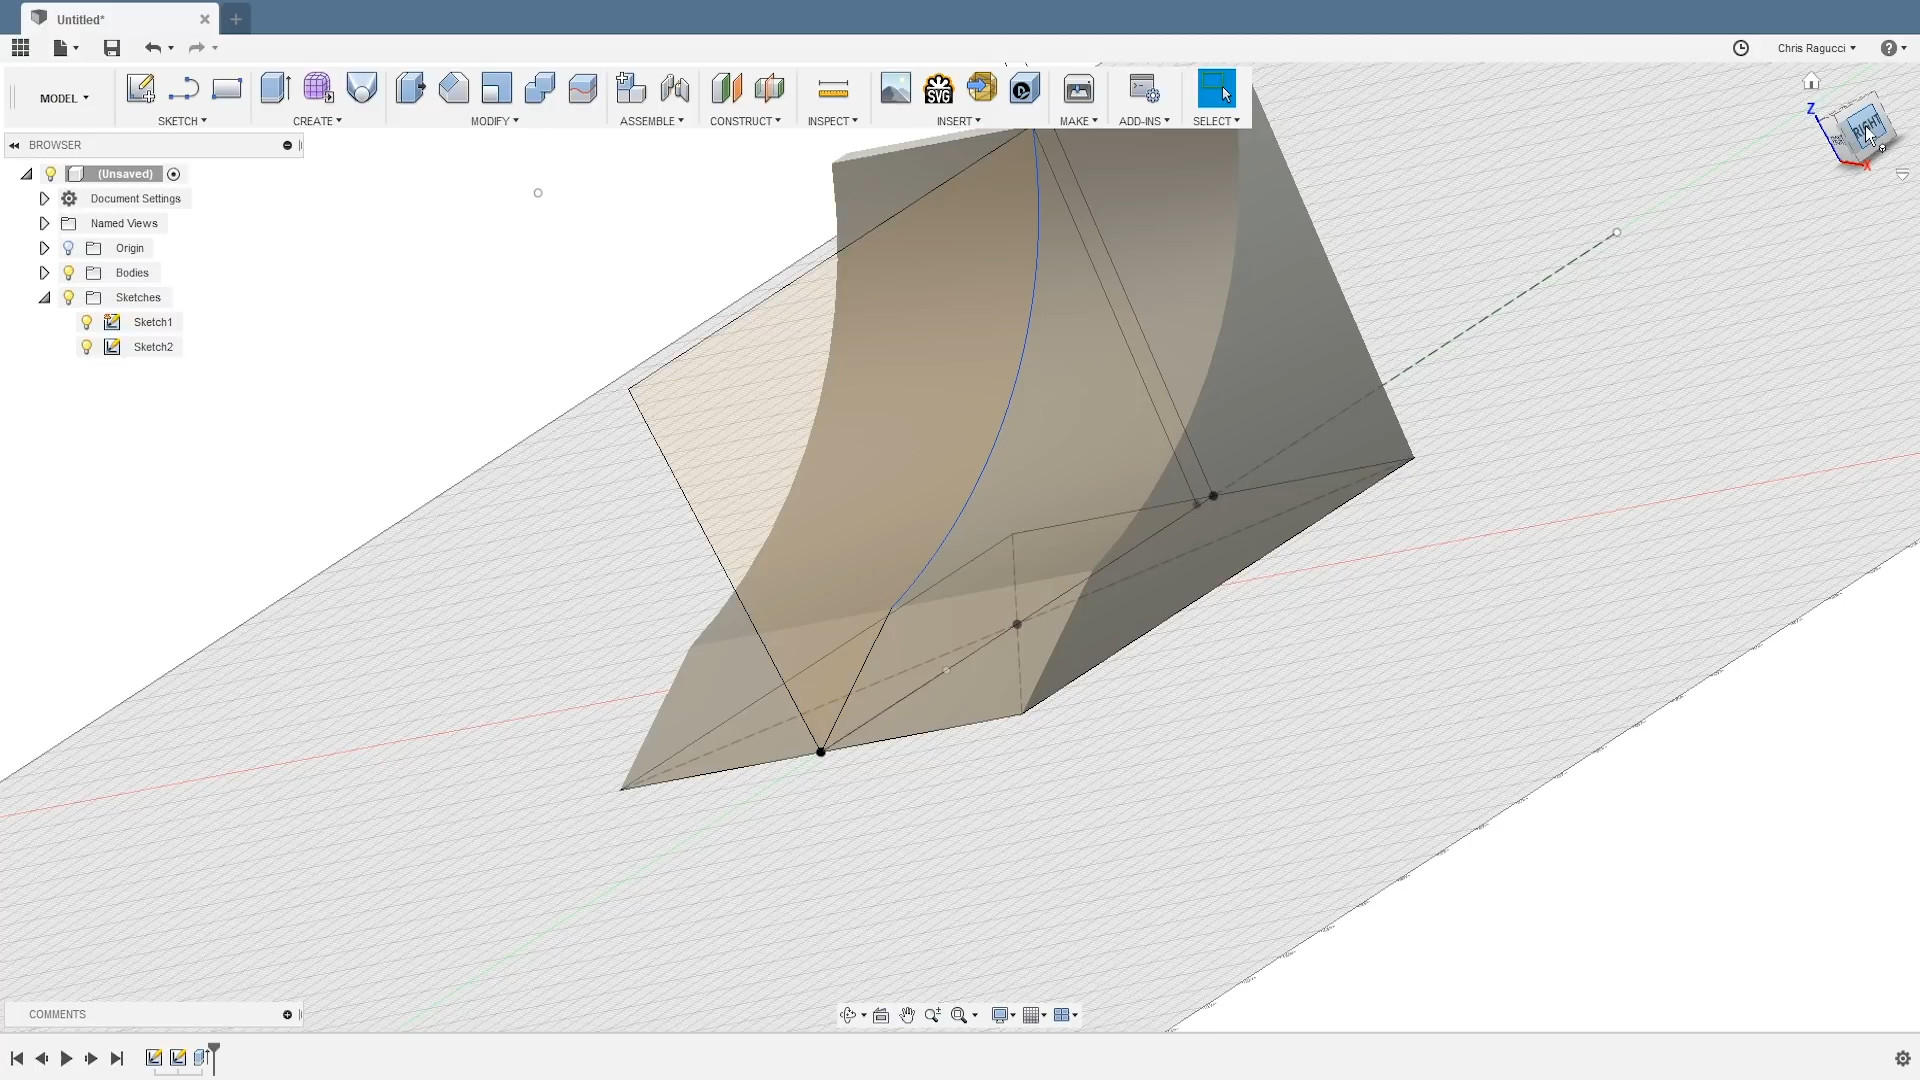 Untitled*
Chris Ragucci
MODEL
SVG
SKETCH
CREATE
MODIFY
ASSEMBLE
CONSTRUCT
INSPECT
INSERT
MAKE
ADD-INS
SELECT
Z
RIGHT
X
BROWSER
(Unsaved)
Document Settings
Named Views
Origin
Bodies
Sketches
Sketch1
Sketch2
COMMENTS